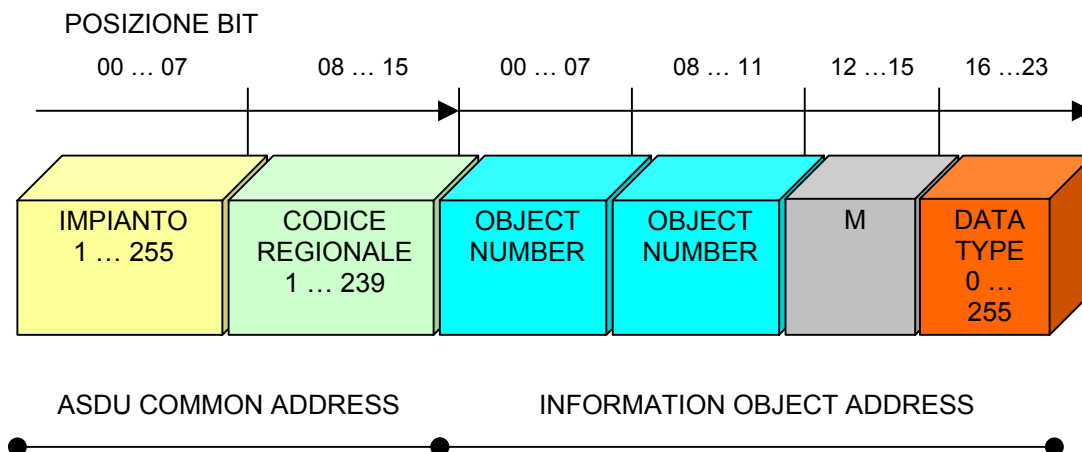 POSIZIONE BIT
00 … 07
08 … 15
00 … 07
08 … 11
12 …15
16 …23
IMPIANTO
1 … 255
CODICE
REGIONALE
1 … 239
OBJECT
NUMBER
OBJECT
NUMBER
M
DATA
TYPE
0 …
255
ASDU COMMON ADDRESS
INFORMATION OBJECT ADDRESS